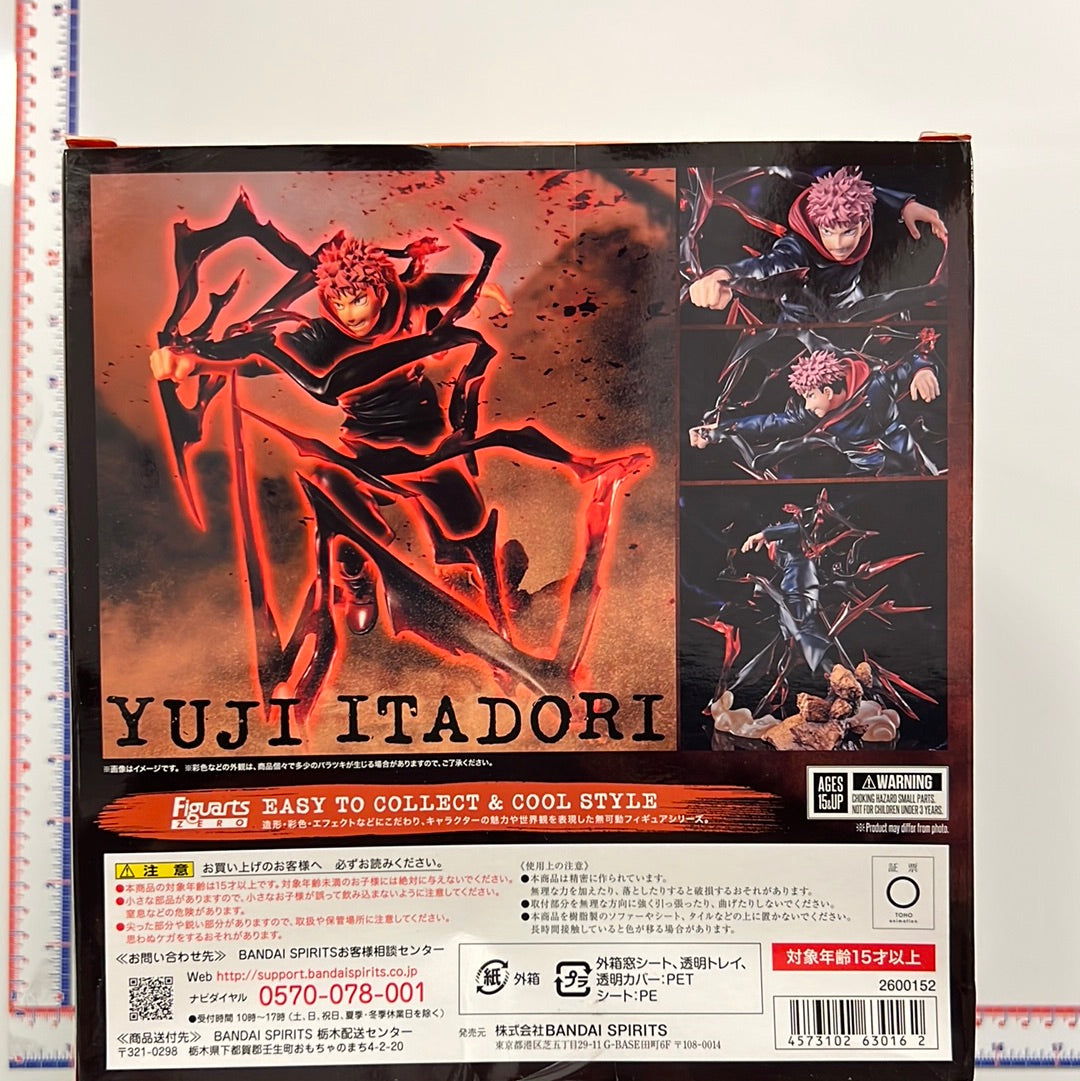 YUJI ITADORI
※画像はイメージです。 ※彩色などの外観は、商品個々で多少のバラツキが生じる場合がありますので、ご了承ください。
AGES 15&UP
WARNING
CHOKING HAZARD SMALL PARTS.
NOT FOR CHILDREN UNDER 3 YEARS.
※Product may differ from photo.
Figuarts ZERO EASY TO COLLECT & COOL STYLE
造形・彩色・エフェクトなどにこだわり、キャラクターの魅力や世界観を表現した無可動フィギュアシリーズ。
注意 お買い上げのお客様へ 必ずお読みください。
●本商品の対象年齢は15才以上です。対象年齢未満のお子様には絶対に与えないでください。
●小さな部品がありますので、小さなお子様が誤って飲み込まないように注意してください。
窒息などの危険があります。
●尖った部分や鋭い部分がありますので、取扱や保管場所に注意してください。
思わぬケガをするおそれがあります。
〈使用上の注意〉
●本商品は精密に作られています。
無理な力を加えたり、落としたりすると破損するおそれがあります。
●取付部分を無理な方向に強く引っ張ったり、曲げたりしないでください。
●本商品を樹脂製のソファーやシート、タイルなどの上に置かないでください。
長時間接触していると色が移る場合があります。
証票
TOHO
animation
≪お問い合わせ先≫ BANDAI SPIRITSお客様相談センター
Web http://support.bandaispirits.co.jp
ナビダイヤル 0570-078-001
●受付時間 10時〜17時 (土、日、祝日、夏季・冬季休業日を除く)
≪商品送付先≫ BANDAI SPIRITS 栃木配送センター
〒321-0298 栃木県下都賀郡壬生町おもちゃのまち4-2-20
紙 外箱
プラ 外箱窓シート、透明トレイ、
透明カバー:PET
シート:PE
発売元 株式会社BANDAI SPIRITS
東京都港区芝五丁目29-11 G-BASE田町6F 〒108-0014
対象年齢15才以上
2600152
4573102 63016 2